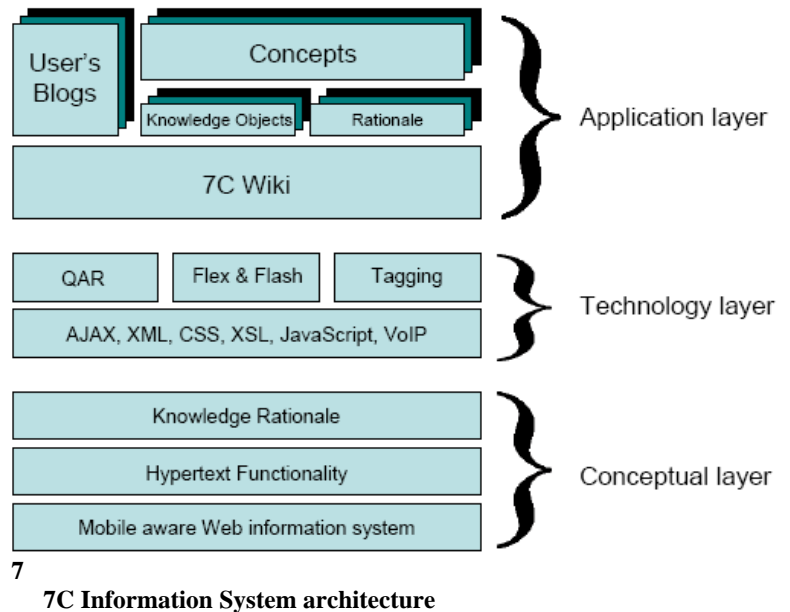 User's
Blogs
Concepts
Knowledge Objects
Rationale
7C Wiki
Application layer
QAR
Flex & Flash
Tagging
AJAX, XML, CSS, XSL, JavaScript, VoIP
Technology layer
Knowledge Rationale
Hypertext Functionality
Mobile aware Web information system
Conceptual layer
7
7C Information System architecture